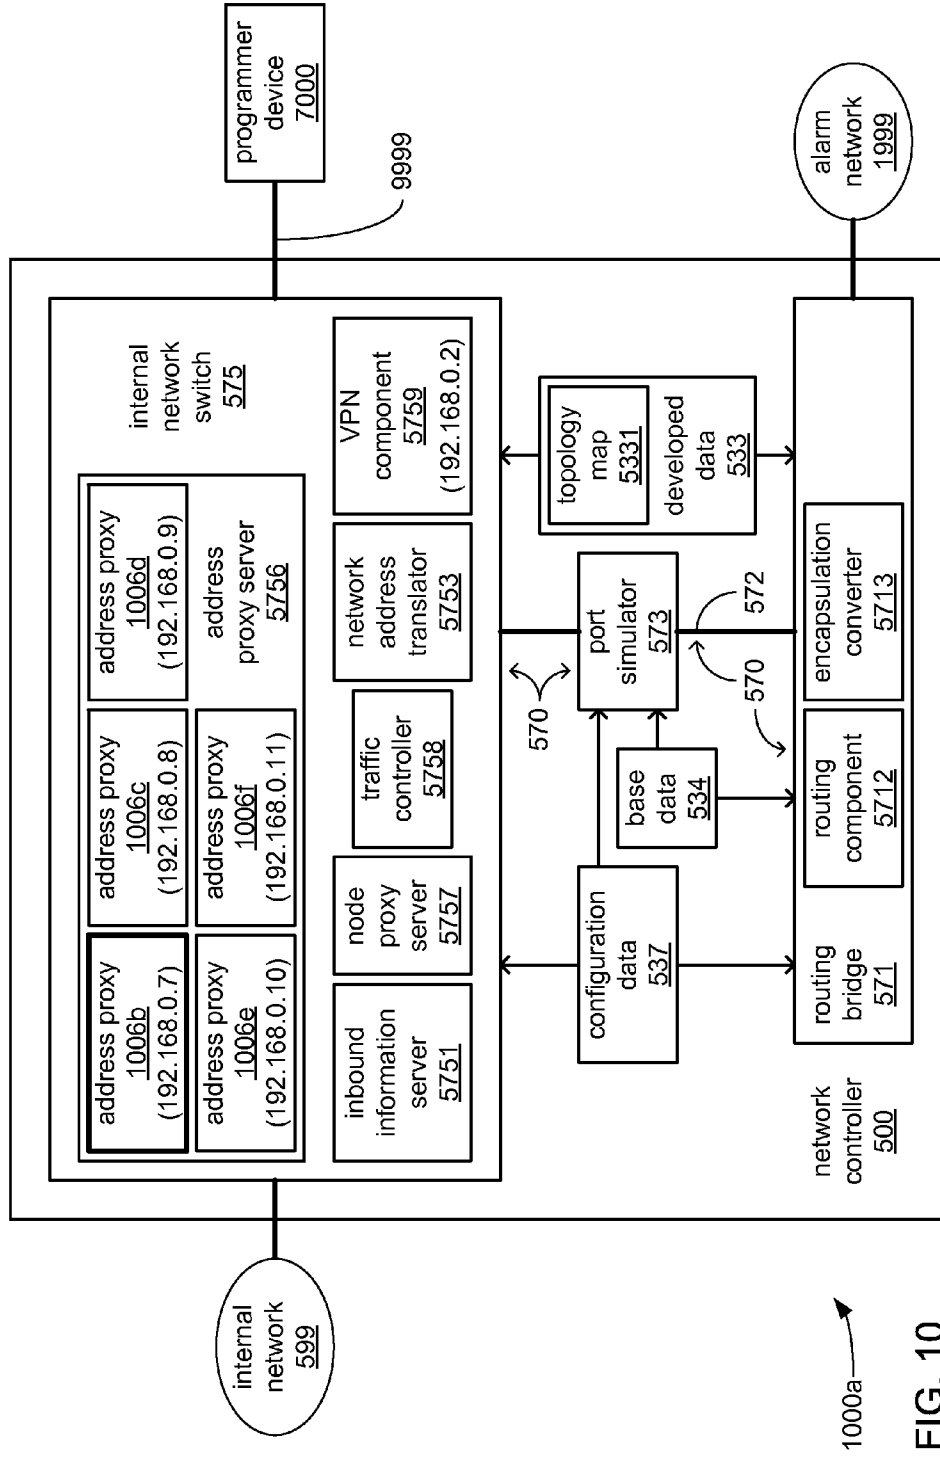 programmer
device
7000
9999
internal
network
switch
575
address proxy
1006b
(192.168.0.7)
address proxy
1006c
(192.168.0.8)
address proxy
1006d
(192.168.0.9)
address proxy
1006e
(192.168.0.10)
address proxy
1006f
(192.168.0.11)
address
proxy server
5756
inbound
information
server
5751
node
proxy
server
5757
traffic
controller
5758
network
address
translator
5753
VPN
component
5759
(192.168.0.2)
internal
network
599
570
configuration
data
537
base
data
534
port
simulator
573
topology
map
5331
developed
data
533
572
570
routing
bridge
571
routing
component
5712
encapsulation
converter
5713
alarm
network
1999
network
controller
500
1000a
FIG. 10